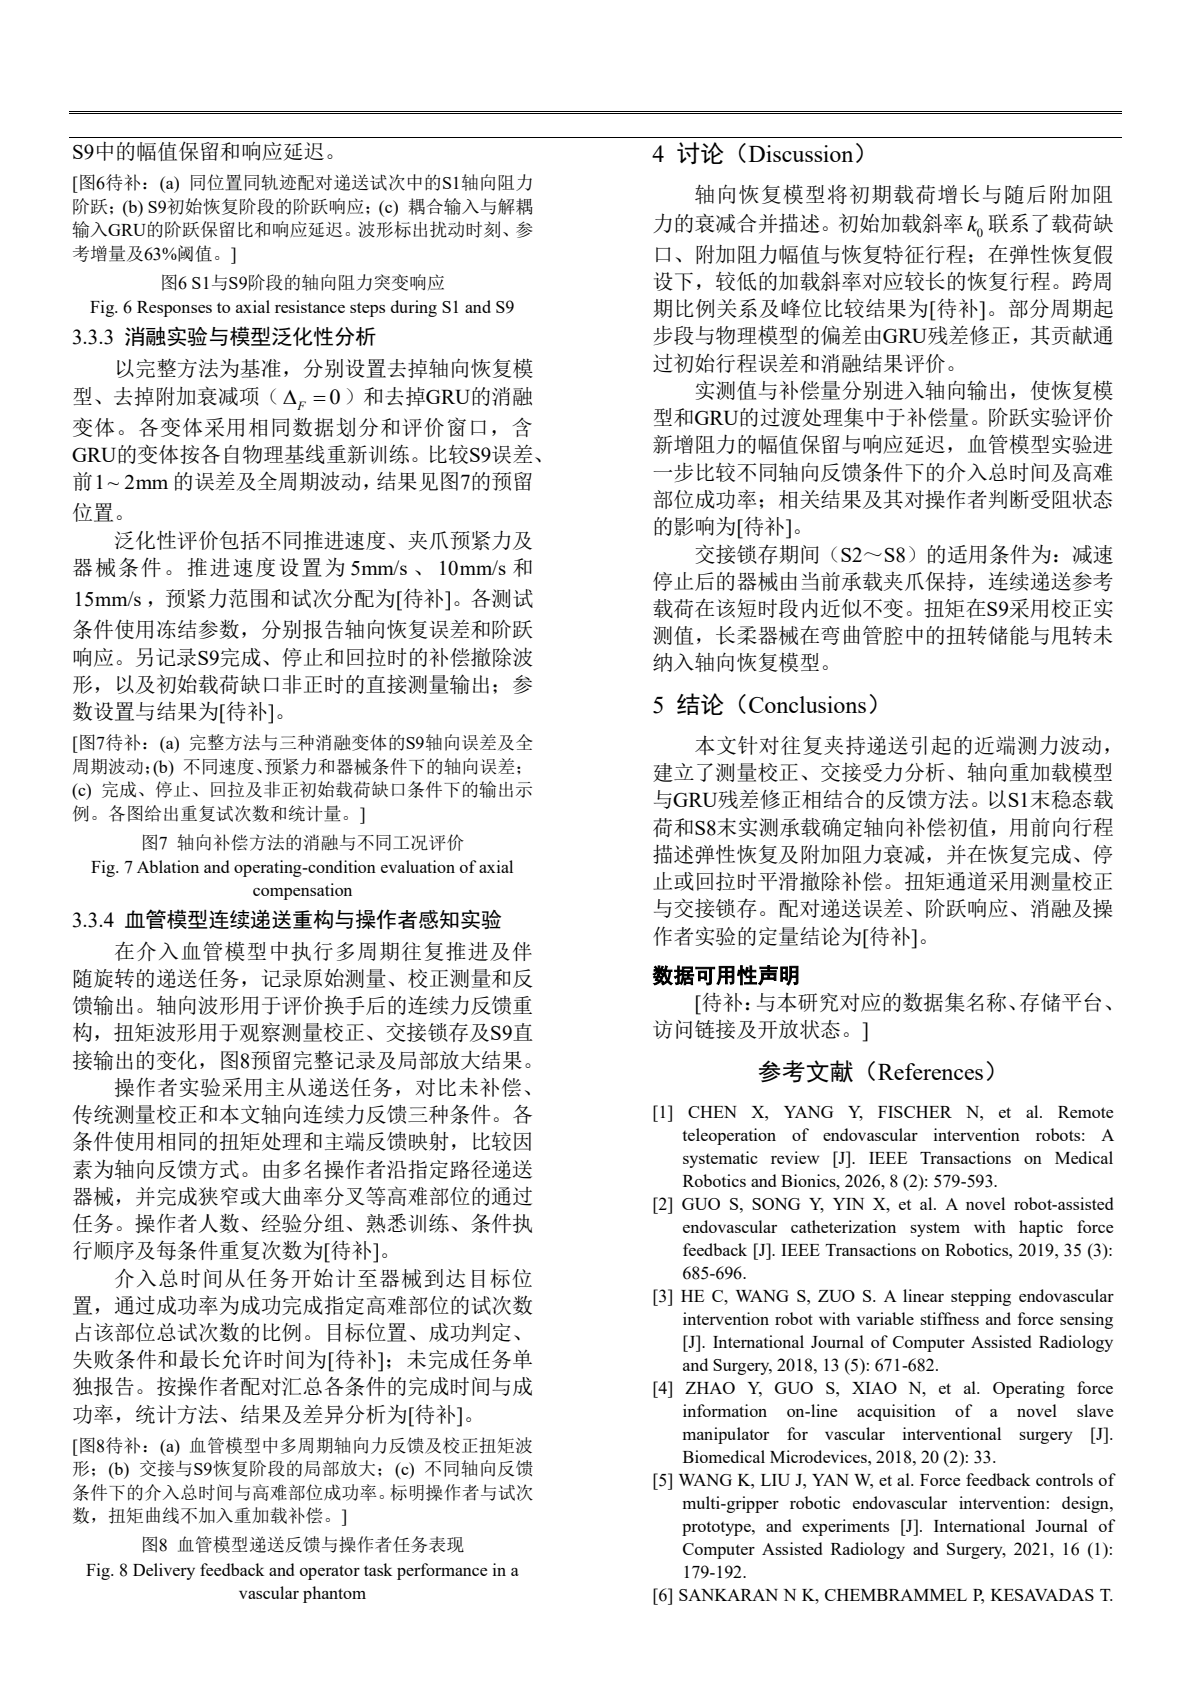 S9中的幅值保留和响应延迟。
[图6待补：(a) 同位置同轨迹配对递送试次中的S1轴向阻力
阶跃；(b) S9初始恢复阶段的阶跃响应；(c) 耦合输入与解耦
输入GRU的阶跃保留比和响应延迟。波形标出扰动时刻、参
考增量及63%阈值。]
图6 S1与S9阶段的轴向阻力突变响应
Fig. 6 Responses to axial resistance steps during S1 and S9
3.3.3 消融实验与模型泛化性分析
以完整方法为基准，分别设置去掉轴向恢复模
型、去掉附加衰减项（Δ_F = 0）和去掉GRU的消融
变体。各变体采用相同数据划分和评价窗口，含
GRU的变体按各自物理基线重新训练。比较S9误差、
前1 ~ 2mm 的误差及全周期波动，结果见图7的预留
位置。
泛化性评价包括不同推进速度、夹爪预紧力及
器械条件。推进速度设置为 5mm/s 、10mm/s 和
15mm/s，预紧力范围和试次分配为[待补]。各测试
条件使用冻结参数，分别报告轴向恢复误差和阶跃
响应。另记录S9完成、停止和回拉时的补偿撤除波
形，以及初始载荷缺口非正时的直接测量输出；参
数设置与结果为[待补]。
[图7待补：(a) 完整方法与三种消融变体的S9轴向误差及全
周期波动；(b) 不同速度、预紧力和器械条件下的轴向误差；
(c) 完成、停止、回拉及非正初始载荷缺口条件下的输出示
例。各图给出重复试次数和统计量。]
图7 轴向补偿方法的消融与不同工况评价
Fig. 7 Ablation and operating-condition evaluation of axial
compensation
3.3.4 血管模型连续递送重构与操作者感知实验
在介入血管模型中执行多周期往复推进及伴
随旋转的递送任务，记录原始测量、校正测量和反
馈输出。轴向波形用于评价换手后的连续力反馈重
构，扭矩波形用于观察测量校正、交接锁存及S9直
接输出的变化，图8预留完整记录及局部放大结果。
操作者实验采用主从递送任务，对比未补偿、
传统测量校正和本文轴向连续力反馈三种条件。各
条件使用相同的扭矩处理和主端反馈映射，比较因
素为轴向反馈方式。由多名操作者沿指定路径递送
器械，并完成狭窄或大曲率分叉等高难部位的通过
任务。操作者人数、经验分组、熟悉训练、条件执
行顺序及每条件重复次数为[待补]。
介入总时间从任务开始计至器械到达目标位
置，通过成功率为成功完成指定高难部位的试次数
占该部位总试次数的比例。目标位置、成功判定、
失败条件和最长允许时间为[待补]；未完成任务单
独报告。按操作者配对汇总各条件的完成时间与成
功率，统计方法、结果及差异分析为[待补]。
[图8待补：(a) 血管模型中多周期轴向力反馈及校正扭矩波
形；(b) 交接与S9恢复阶段的局部放大；(c) 不同轴向反馈
条件下的介入总时间与高难部位成功率。标明操作者与试次
数，扭矩曲线不加入重加载补偿。]
图8 血管模型递送反馈与操作者任务表现
Fig. 8 Delivery feedback and operator task performance in a
vascular phantom
4 讨论（Discussion）
轴向恢复模型将初期载荷增长与随后附加阻
力的衰减合并描述。初始加载斜率 k₀ 联系了载荷缺
口、附加阻力幅值与恢复特征行程；在弹性恢复假
设下，较低的加载斜率对应较长的恢复行程。跨周
期比例关系及峰位比较结果为[待补]。部分周期起
步段与物理模型的偏差由GRU残差修正，其贡献通
过初始行程误差和消融结果评价。
实测值与补偿量分别进入轴向输出，使恢复模
型和GRU的过渡处理集中于补偿量。阶跃实验评价
新增阻力的幅值保留与响应延迟，血管模型实验进
一步比较不同轴向反馈条件下的介入总时间及高难
部位成功率；相关结果及其对操作者判断受阻状态
的影响为[待补]。
交接锁存期间（S2～S8）的适用条件为：减速
停止后的器械由当前承载夹爪保持，连续递送参考
载荷在该短时段内近似不变。扭矩在S9采用校正实
测值，长柔器械在弯曲管腔中的扭转储能与甩转未
纳入轴向恢复模型。
5 结论（Conclusions）
本文针对往复夹持递送引起的近端测力波动，
建立了测量校正、交接受力分析、轴向重加载模型
与GRU残差修正相结合的反馈方法。以S1末稳态载
荷和S8末实测承载确定轴向补偿初值，用前向行程
描述弹性恢复及附加阻力衰减，并在恢复完成、停
止或回拉时平滑撤除补偿。扭矩通道采用测量校正
与交接锁存。配对递送误差、阶跃响应、消融及操
作者实验的定量结论为[待补]。
数据可用性声明
[待补：与本研究对应的数据集名称、存储平台、
访问链接及开放状态。]
参考文献（References）
[1] CHEN X, YANG Y, FISCHER N, et al. Remote
teleoperation of endovascular intervention robots: A
systematic review [J]. IEEE Transactions on Medical
Robotics and Bionics, 2026, 8 (2): 579-593.
[2] GUO S, SONG Y, YIN X, et al. A novel robot-assisted
endovascular catheterization system with haptic force
feedback [J]. IEEE Transactions on Robotics, 2019, 35 (3):
685-696.
[3] HE C, WANG S, ZUO S. A linear stepping endovascular
intervention robot with variable stiffness and force sensing
[J]. International Journal of Computer Assisted Radiology
and Surgery, 2018, 13 (5): 671-682.
[4] ZHAO Y, GUO S, XIAO N, et al. Operating force
information on-line acquisition of a novel slave
manipulator for vascular interventional surgery [J].
Biomedical Microdevices, 2018, 20 (2): 33.
[5] WANG K, LIU J, YAN W, et al. Force feedback controls of
multi-gripper robotic endovascular intervention: design,
prototype, and experiments [J]. International Journal of
Computer Assisted Radiology and Surgery, 2021, 16 (1):
179-192.
[6] SANKARAN N K, CHEMBRAMMEL P, KESAVADAS T.